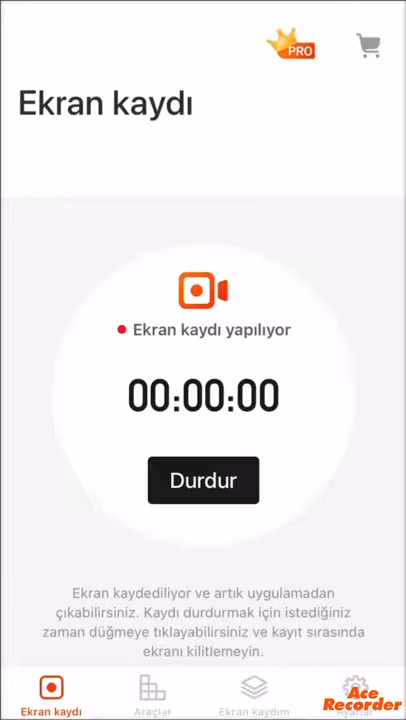 PRO
Ekran kaydı
Ekran kaydı yapılıyor
00:00:00
Durdur
Ekran kaydediliyor ve artık uygulamadan
çıkabilirsiniz. Kaydı durdurmak için istediğiniz
zaman düğmeye tıklayabilirsiniz ve kayıt sırasında
ekranı kilitlemeyin.
Ekran kaydı
Araçlar
Ekran kaydım
Ayarlar
Ace
Recorder